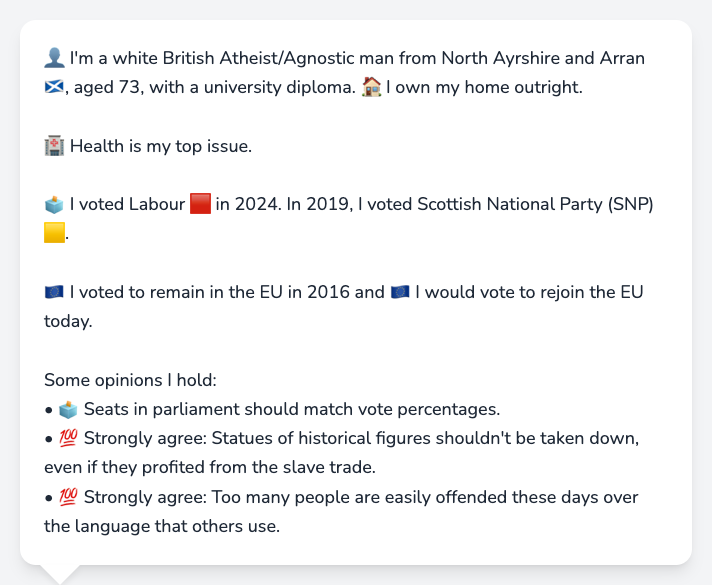 👤 I'm a white British Atheist/Agnostic man from North Ayrshire and Arran
🏴󠁧󠁢󠁳󠁣󠁴󠁿, aged 73, with a university diploma. 🏠 I own my home outright.
🏥 Health is my top issue.
🗳️ I voted Labour 🟥 in 2024. In 2019, I voted Scottish National Party (SNP)
🟨.
🇪🇺 I voted to remain in the EU in 2016 and 🇪🇺 I would vote to rejoin the EU
today.
Some opinions I hold:
• 🗳️ Seats in parliament should match vote percentages.
• 💯 Strongly agree: Statues of historical figures shouldn't be taken down,
even if they profited from the slave trade.
• 💯 Strongly agree: Too many people are easily offended these days over
the language that others use.